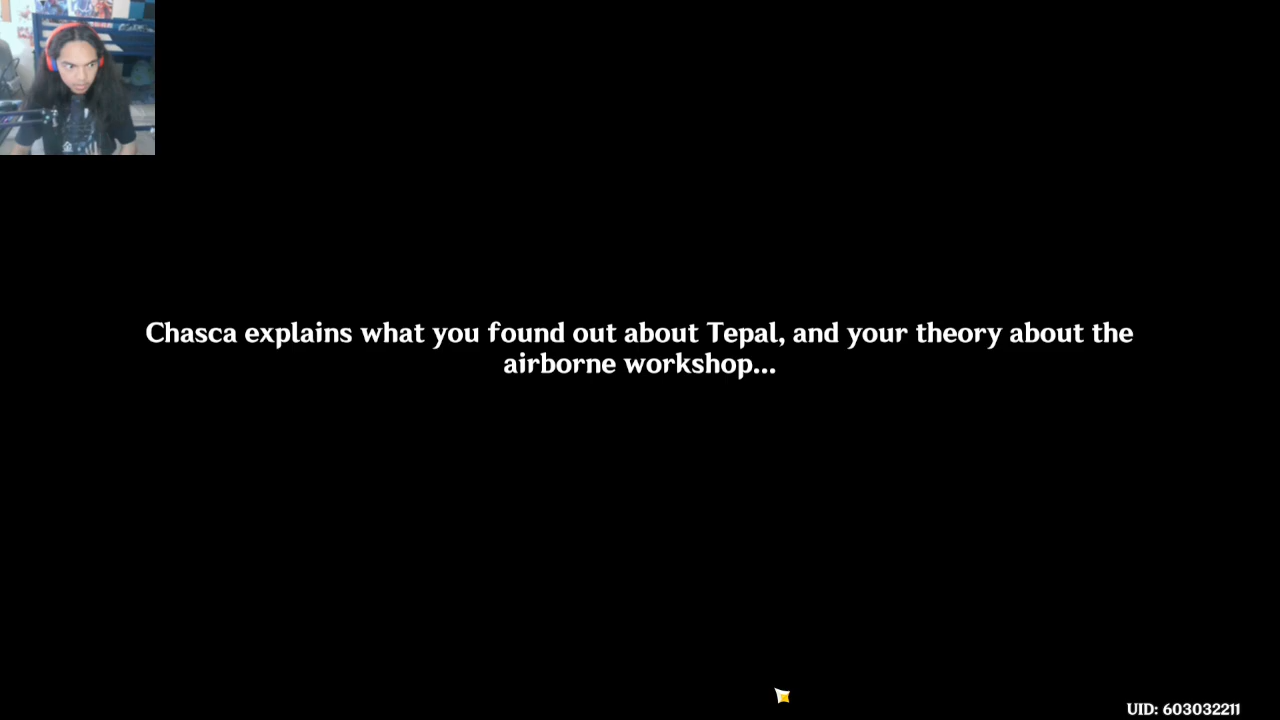 Chasca explains what you found out about Tepal, and your theory about the
airborne workshop...
UID: 603032211